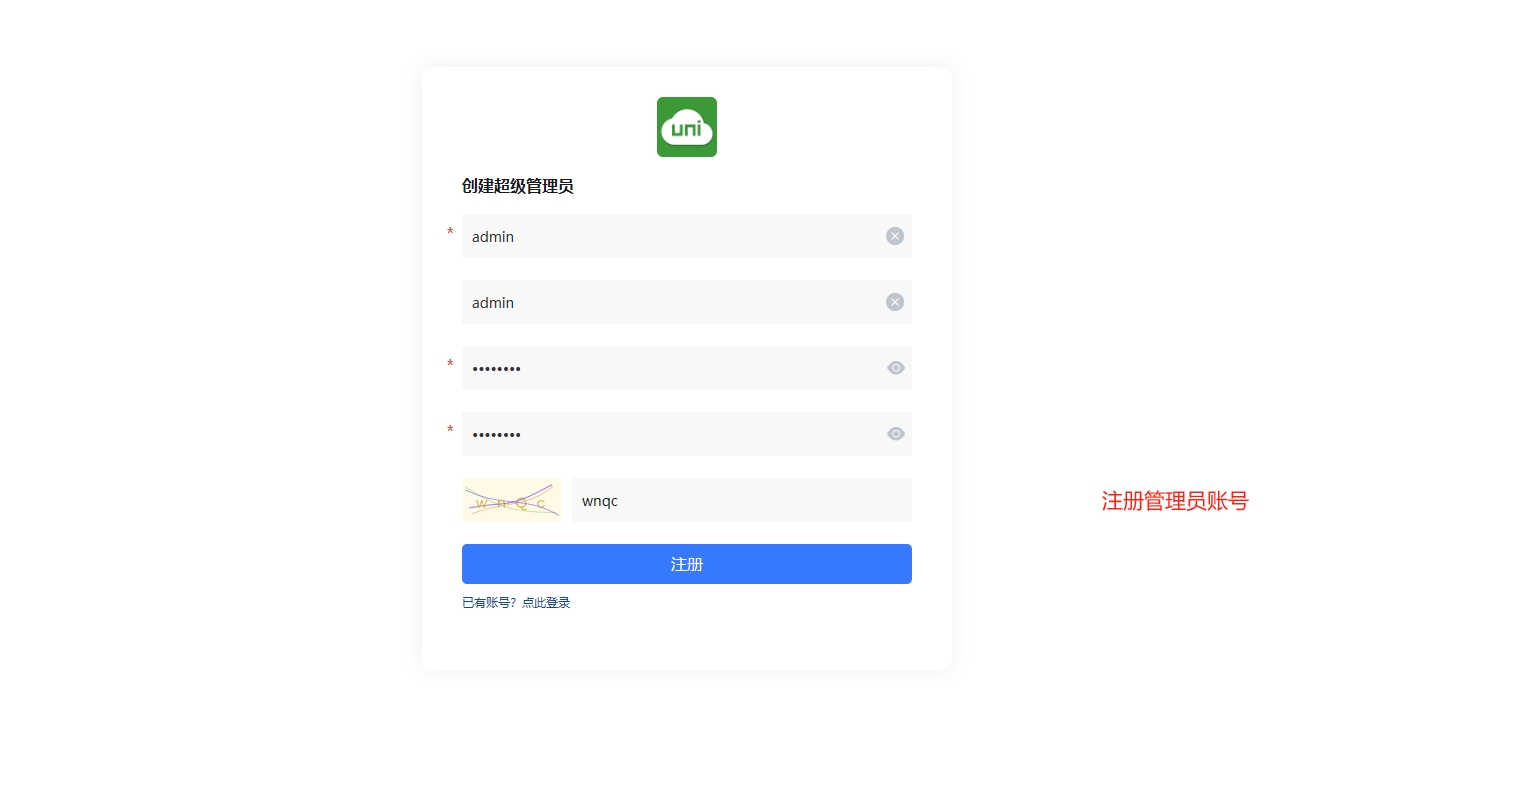 uni
创建超级管理员
* admin
admin
* ••••••••
* ••••••••
W n Q C wnqc
注册管理员账号
注册
已有账号？点此登录